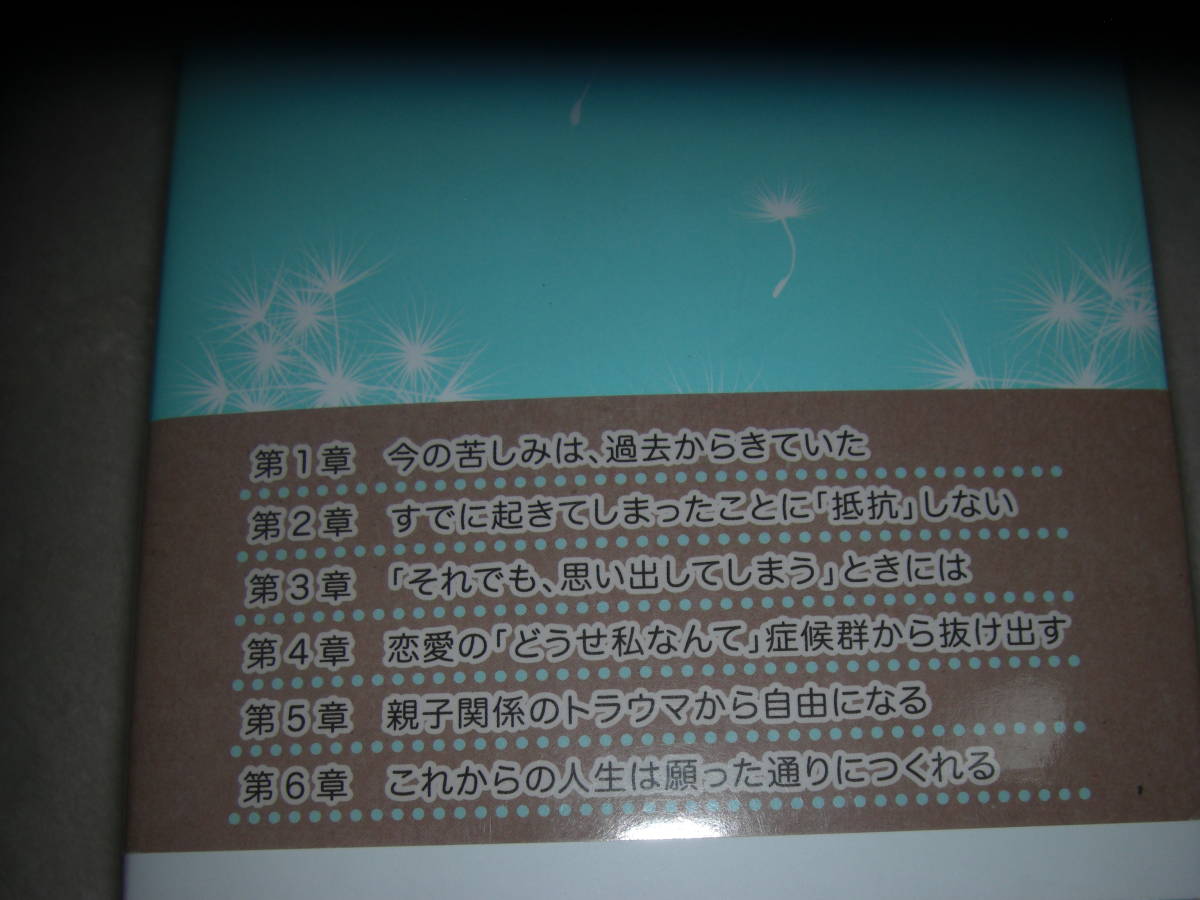 第1章 今の苦しみは、過去からきていた
第2章 すでに起きてしまったことに「抵抗」しない
第3章 「それでも、思い出してしまう」ときには
第4章 恋愛の「どうせ私なんて」症候群から抜け出す
第5章 親子関係のトラウマから自由になる
第6章 これからの人生は願った通りにつくれる